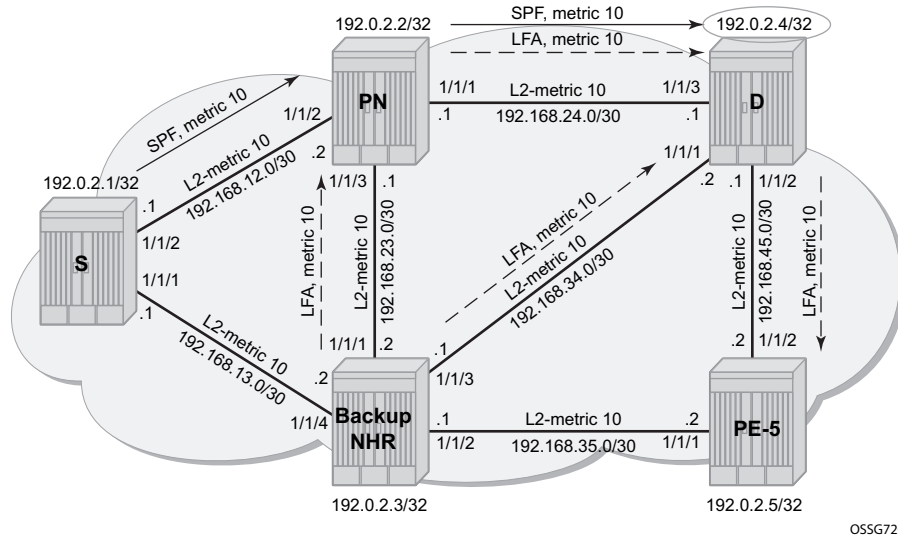 192.0.2.2/32
SPF, metric 10
192.0.2.4/32
LFA, metric 10
PN
1/1/1
L2-metric 10
1/1/3
D
.1
192.168.24.0/30
.1
SPF, metric 10
1/1/2
L2-metric 10
192.168.12.0/30
.2
1/1/3
.1
1/1/1
.2
.1
1/1/2
192.0.2.1/32
.1
1/1/2
S
1/1/1
.1
LFA, metric 10
L2-metric 10
192.168.23.0/30
LFA, metric 10
L2-metric 10
192.168.34.0/30
L2-metric 10
192.168.45.0/30
LFA, metric 10
L2-metric 10
192.168.13.0/30
1/1/1
.2
.1
.2
1/1/2
.2
1/1/3
1/1/4
Backup
NHR
.1
L2-metric 10
.2
PE-5
1/1/2
192.168.35.0/30
1/1/1
192.0.2.3/32
192.0.2.5/32
OSSG72